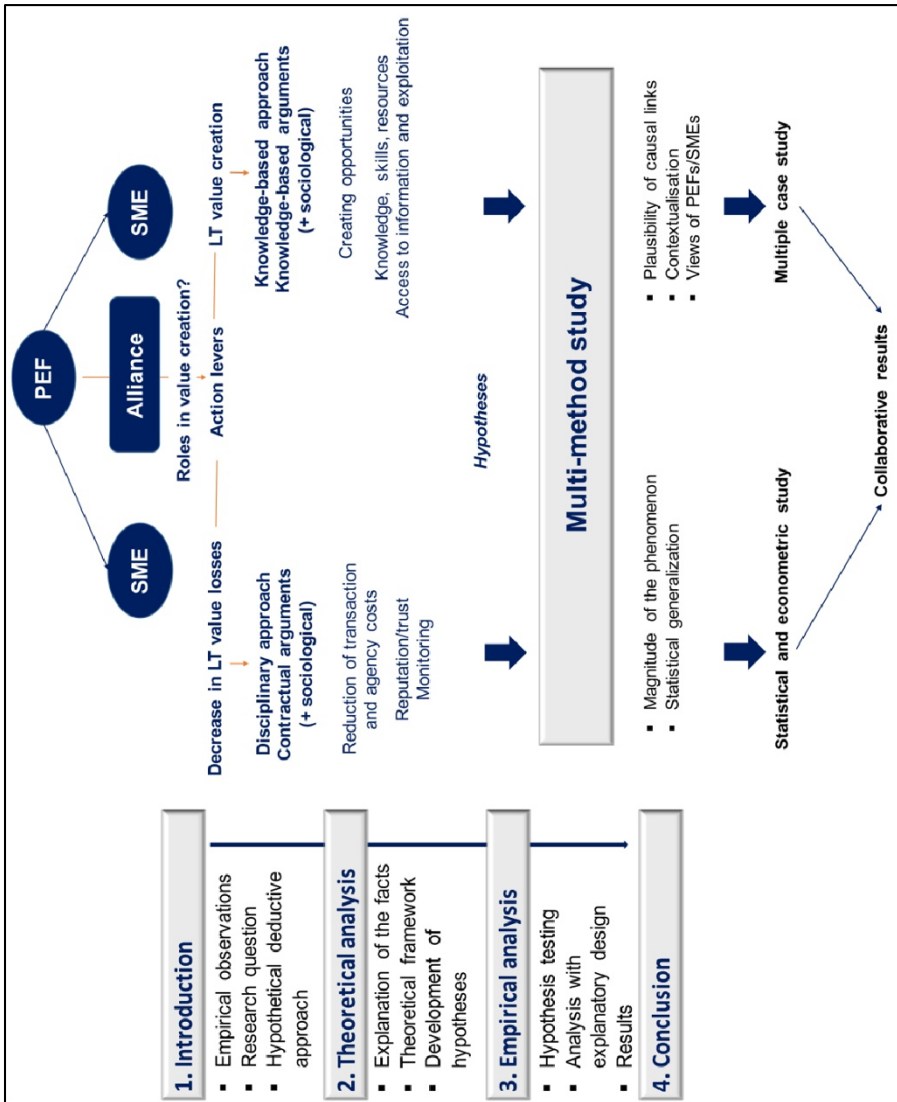 1. Introduction
▪ Empirical observations
▪ Research question
▪ Hypothetical deductive
approach
2. Theoretical analysis
▪ Explanation of the facts
▪ Theoretical framework
▪ Development of
hypotheses
3. Empirical analysis
▪ Hypothesis testing
▪ Analysis with
explanatory design
▪ Results
4. Conclusion
PEF
SME
Alliance
SME
Roles in value creation?
Decrease in LT value losses
Action levers
LT value creation
Disciplinary approach
Contractual arguments
(+ sociological)
Reduction of transaction
and agency costs
Reputation/trust
Monitoring
Knowledge-based approach
Knowledge-based arguments
(+ sociological)
Creating opportunities
Knowledge, skills, resources
Access to information and exploitation
Hypotheses
Multi-method study
▪ Magnitude of the phenomenon
▪ Statistical generalization
▪ Plausibility of causal links
▪ Contextualisation
▪ Views of PEFs/SMEs
Statistical and econometric study
Multiple case study
Collaborative results